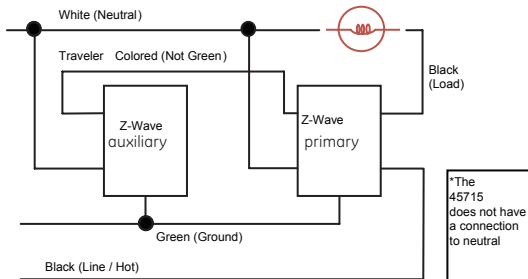 White (Neutral)
Traveler Colored (Not Green)
Black
(Load)
Z-Wave
auxiliary
Z-Wave
primary
*The
45715
does not have
a connection
to neutral
Green (Ground)
Black (Line / Hot)